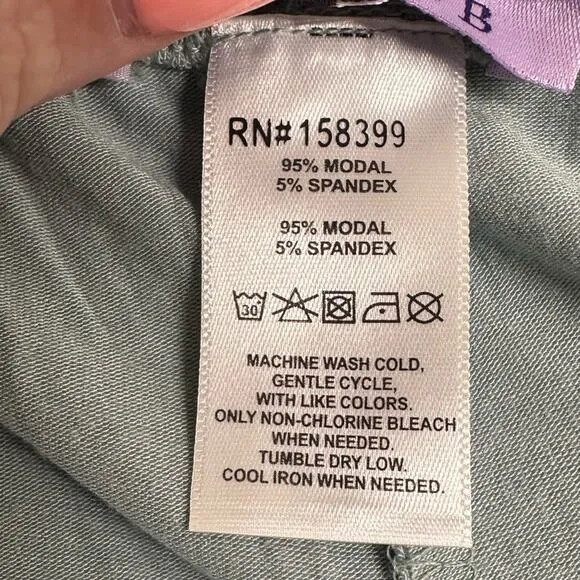 B
RN# 158399
95% MODAL
5% SPANDEX
95% MODAL
5% SPANDEX
30°
MACHINE WASH COLD,
GENTLE CYCLE,
WITH LIKE COLORS.
ONLY NON-CHLORINE BLEACH
WHEN NEEDED.
TUMBLE DRY LOW.
COOL IRON WHEN NEEDED.